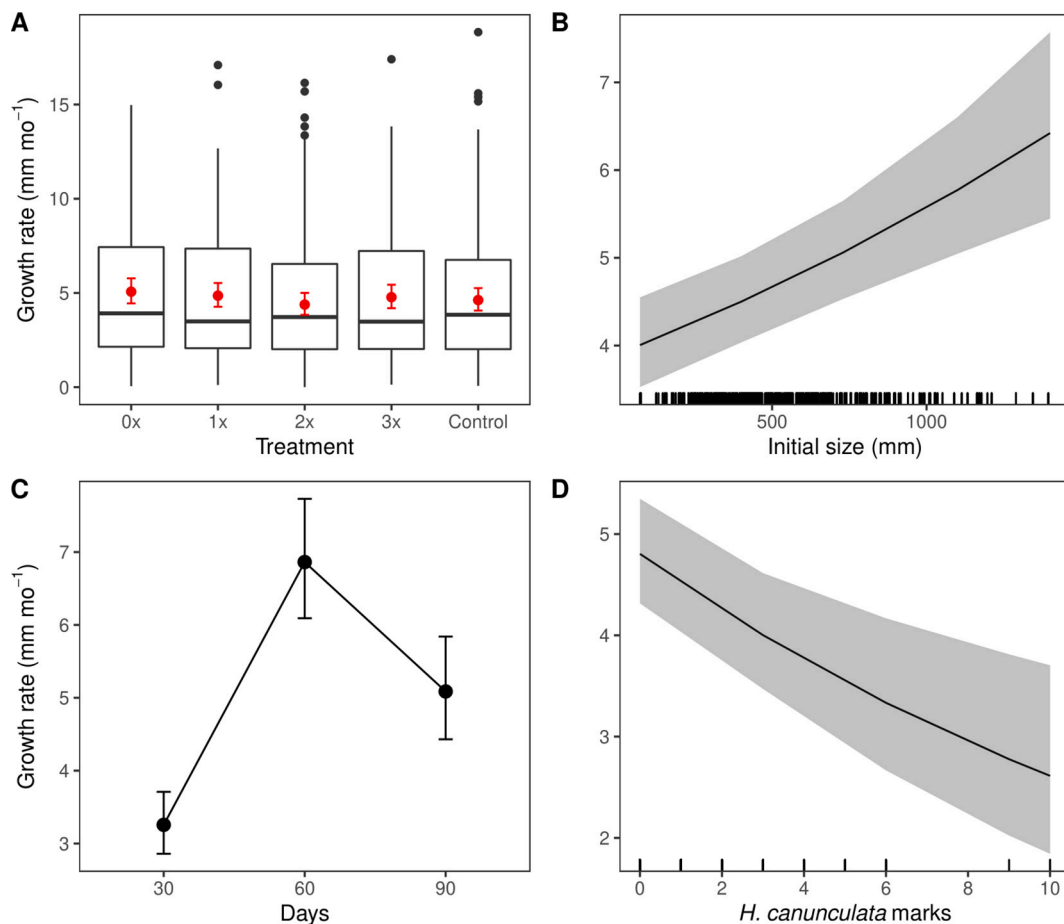 A
Growth rate (mm mo⁻¹)
15
10
5
0
0x 1x 2x 3x Control
Treatment
B
7
6
5
4
500 1000
Initial size (mm)
C
Growth rate (mm mo⁻¹)
7
6
5
4
3
30 60 90
Days
D
5
4
3
2
0 2 4 6 8 10
H. canunculata marks